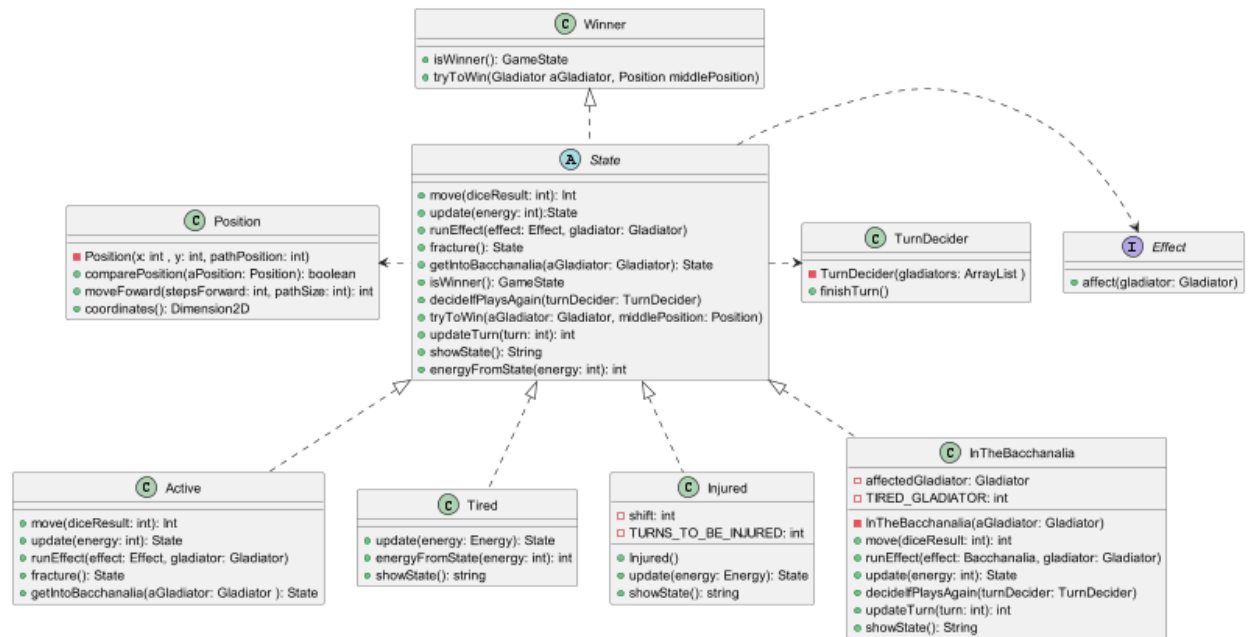 C Winner
isWinner(): GameState
tryToWin(Gladiator aGladiator, Position middlePosition)
A State
move(diceResult: int): Int
update(energy: int):State
runEffect(effect: Effect, gladiator: Gladiator)
fracture(): State
getIntoBacchanalia(aGladiator: Gladiator): State
isWinner(): GameState
decideIfPlaysAgain(turnDecider: TurnDecider)
tryToWin(aGladiator: Gladiator, middlePosition: Position)
updateTurn(turn: int): int
showState(): String
energyFromState(energy: int): int
C Position
Position(x: int , y: int, pathPosition: int)
comparePosition(aPosition: Position): boolean
moveFoward(stepsForward: int, pathSize: int): int
coordinates(): Dimension2D
C TurnDecider
TurnDecider(gladiators: ArrayList )
finishTurn()
I Effect
affect(gladiator: Gladiator)
C Active
move(diceResult: int): Int
update(energy: int): State
runEffect(effect: Effect, gladiator: Gladiator)
fracture(): State
getIntoBacchanalia(aGladiator: Gladiator ): State
C Tired
update(energy: Energy): State
energyFromState(energy: int): int
showState(): string
C Injured
shift: int
TURNS_TO_BE_INJURED: int
Injured()
update(energy: Energy): State
showState(): string
C InTheBacchanalia
affectedGladiator: Gladiator
TIRED_GLADIATOR: int
InTheBacchanalia(aGladiator: Gladiator)
move(diceResult: int): int
runEffect(effect: Bacchanalia, gladiator: Gladiator)
update(energy: int): State
decideIfPlaysAgain(turnDecider: TurnDecider)
updateTurn(turn: int): int
showState(): String